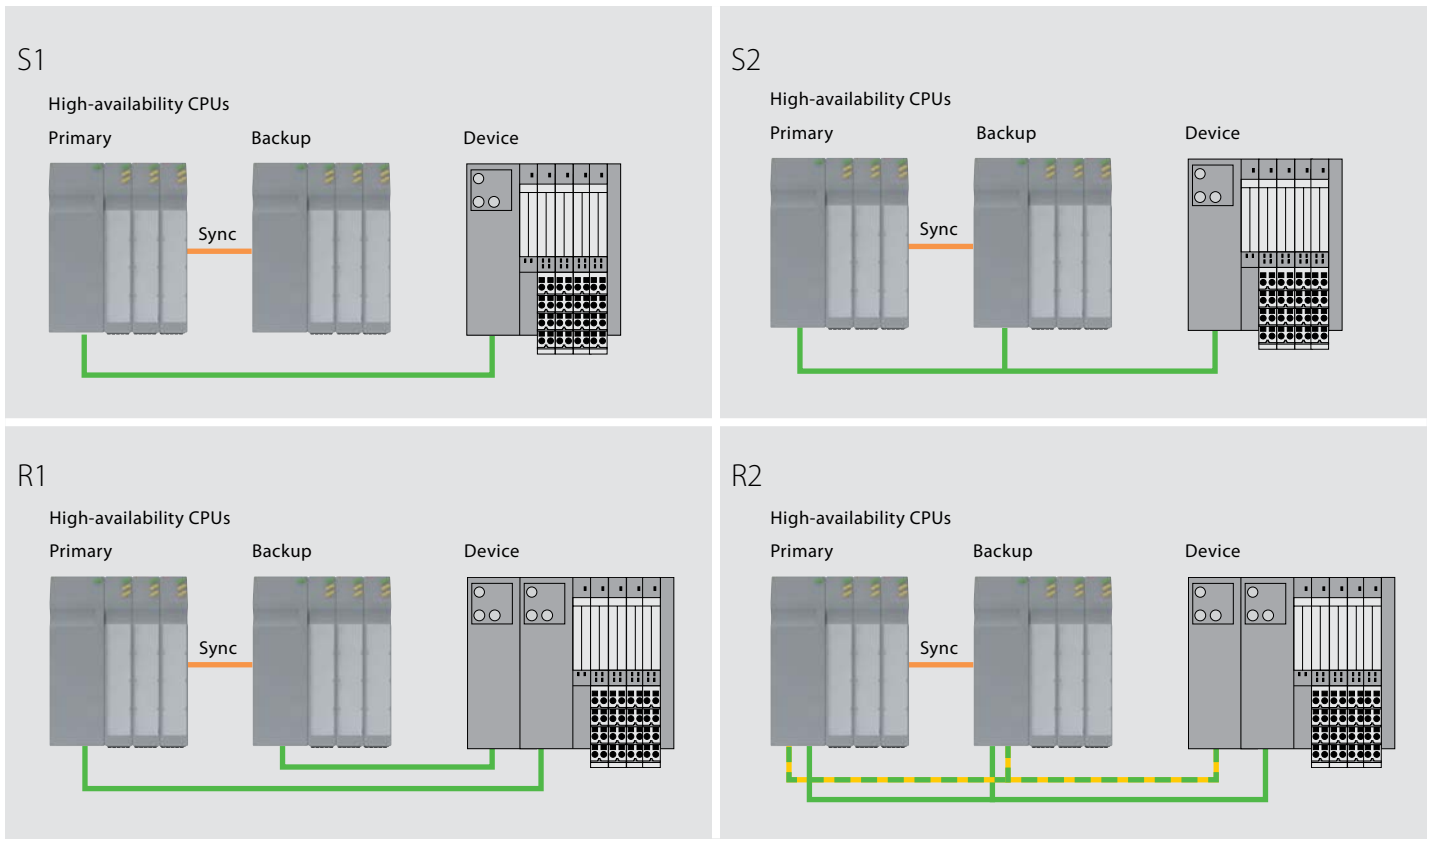 S1
High-availability CPUs
Primary Backup Device
Sync
S2
High-availability CPUs
Primary Backup Device
Sync
R1
High-availability CPUs
Primary Backup Device
Sync
R2
High-availability CPUs
Primary Backup Device
Sync